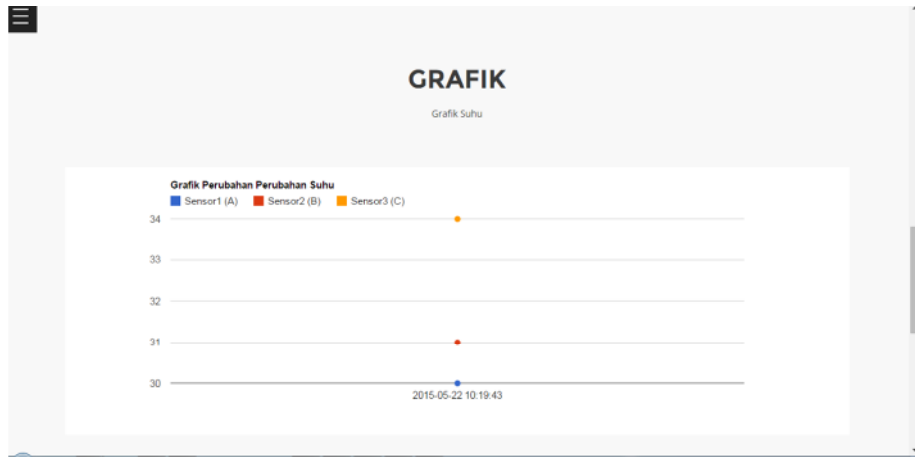 GRAFIK
Grafik Suhu
Grafik Perubahan Perubahan Suhu
Sensor1 (A) Sensor2 (B) Sensor3 (C)
34
33
32
31
30
2015-05-22 10:19:43